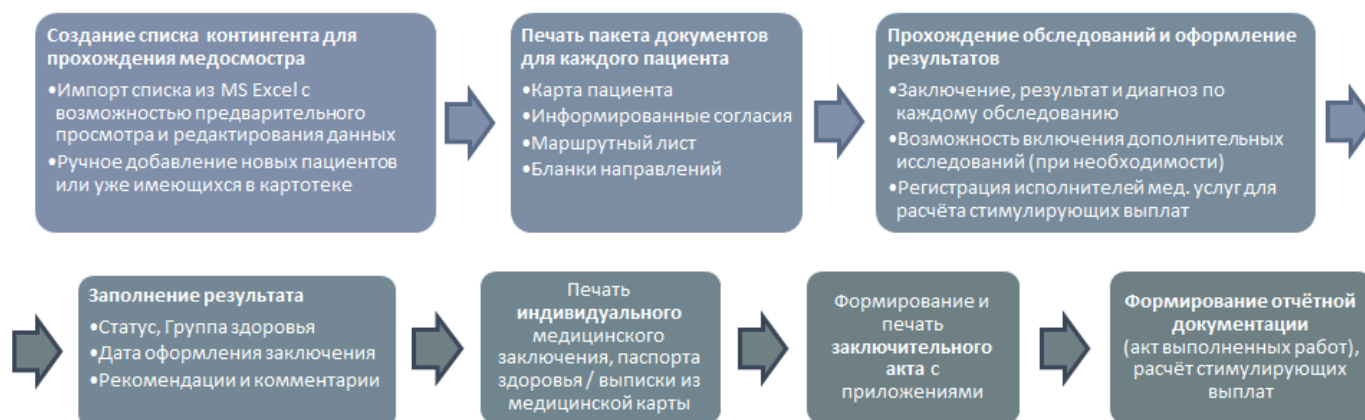 Создание списка контингента для
прохождения медосмостра
•Импорт списка из MS Excel с
возможностью предварительного
просмотра и редактирования данных
•Ручное добавление новых пациентов
или уже имеющихся в картотеке
Печать пакета документов
для каждого пациента
•Карта пациента
•Информированные согласия
•Маршрутный лист
•Бланки направлений
Прохождение обследований и оформление
результатов
•Заключение, результат и диагноз по
каждому обследованию
•Возможность включения дополнительных
исследований (при необходимости)
•Регистрация исполнителей мед. услуг для
расчёта стимулирующих выплат
Заполнение результата
•Статус, Группа здоровья
•Дата оформления заключения
•Рекомендации и комментарии
Печать
индивидуального
медицинского
заключения, паспорта
здоровья / выписки из
медицинской карты
Формирование и
печать
заключительного
акта с
приложениями
Формирование отчётной
документации
(акт выполненных работ),
расчёт стимулирующих
выплат